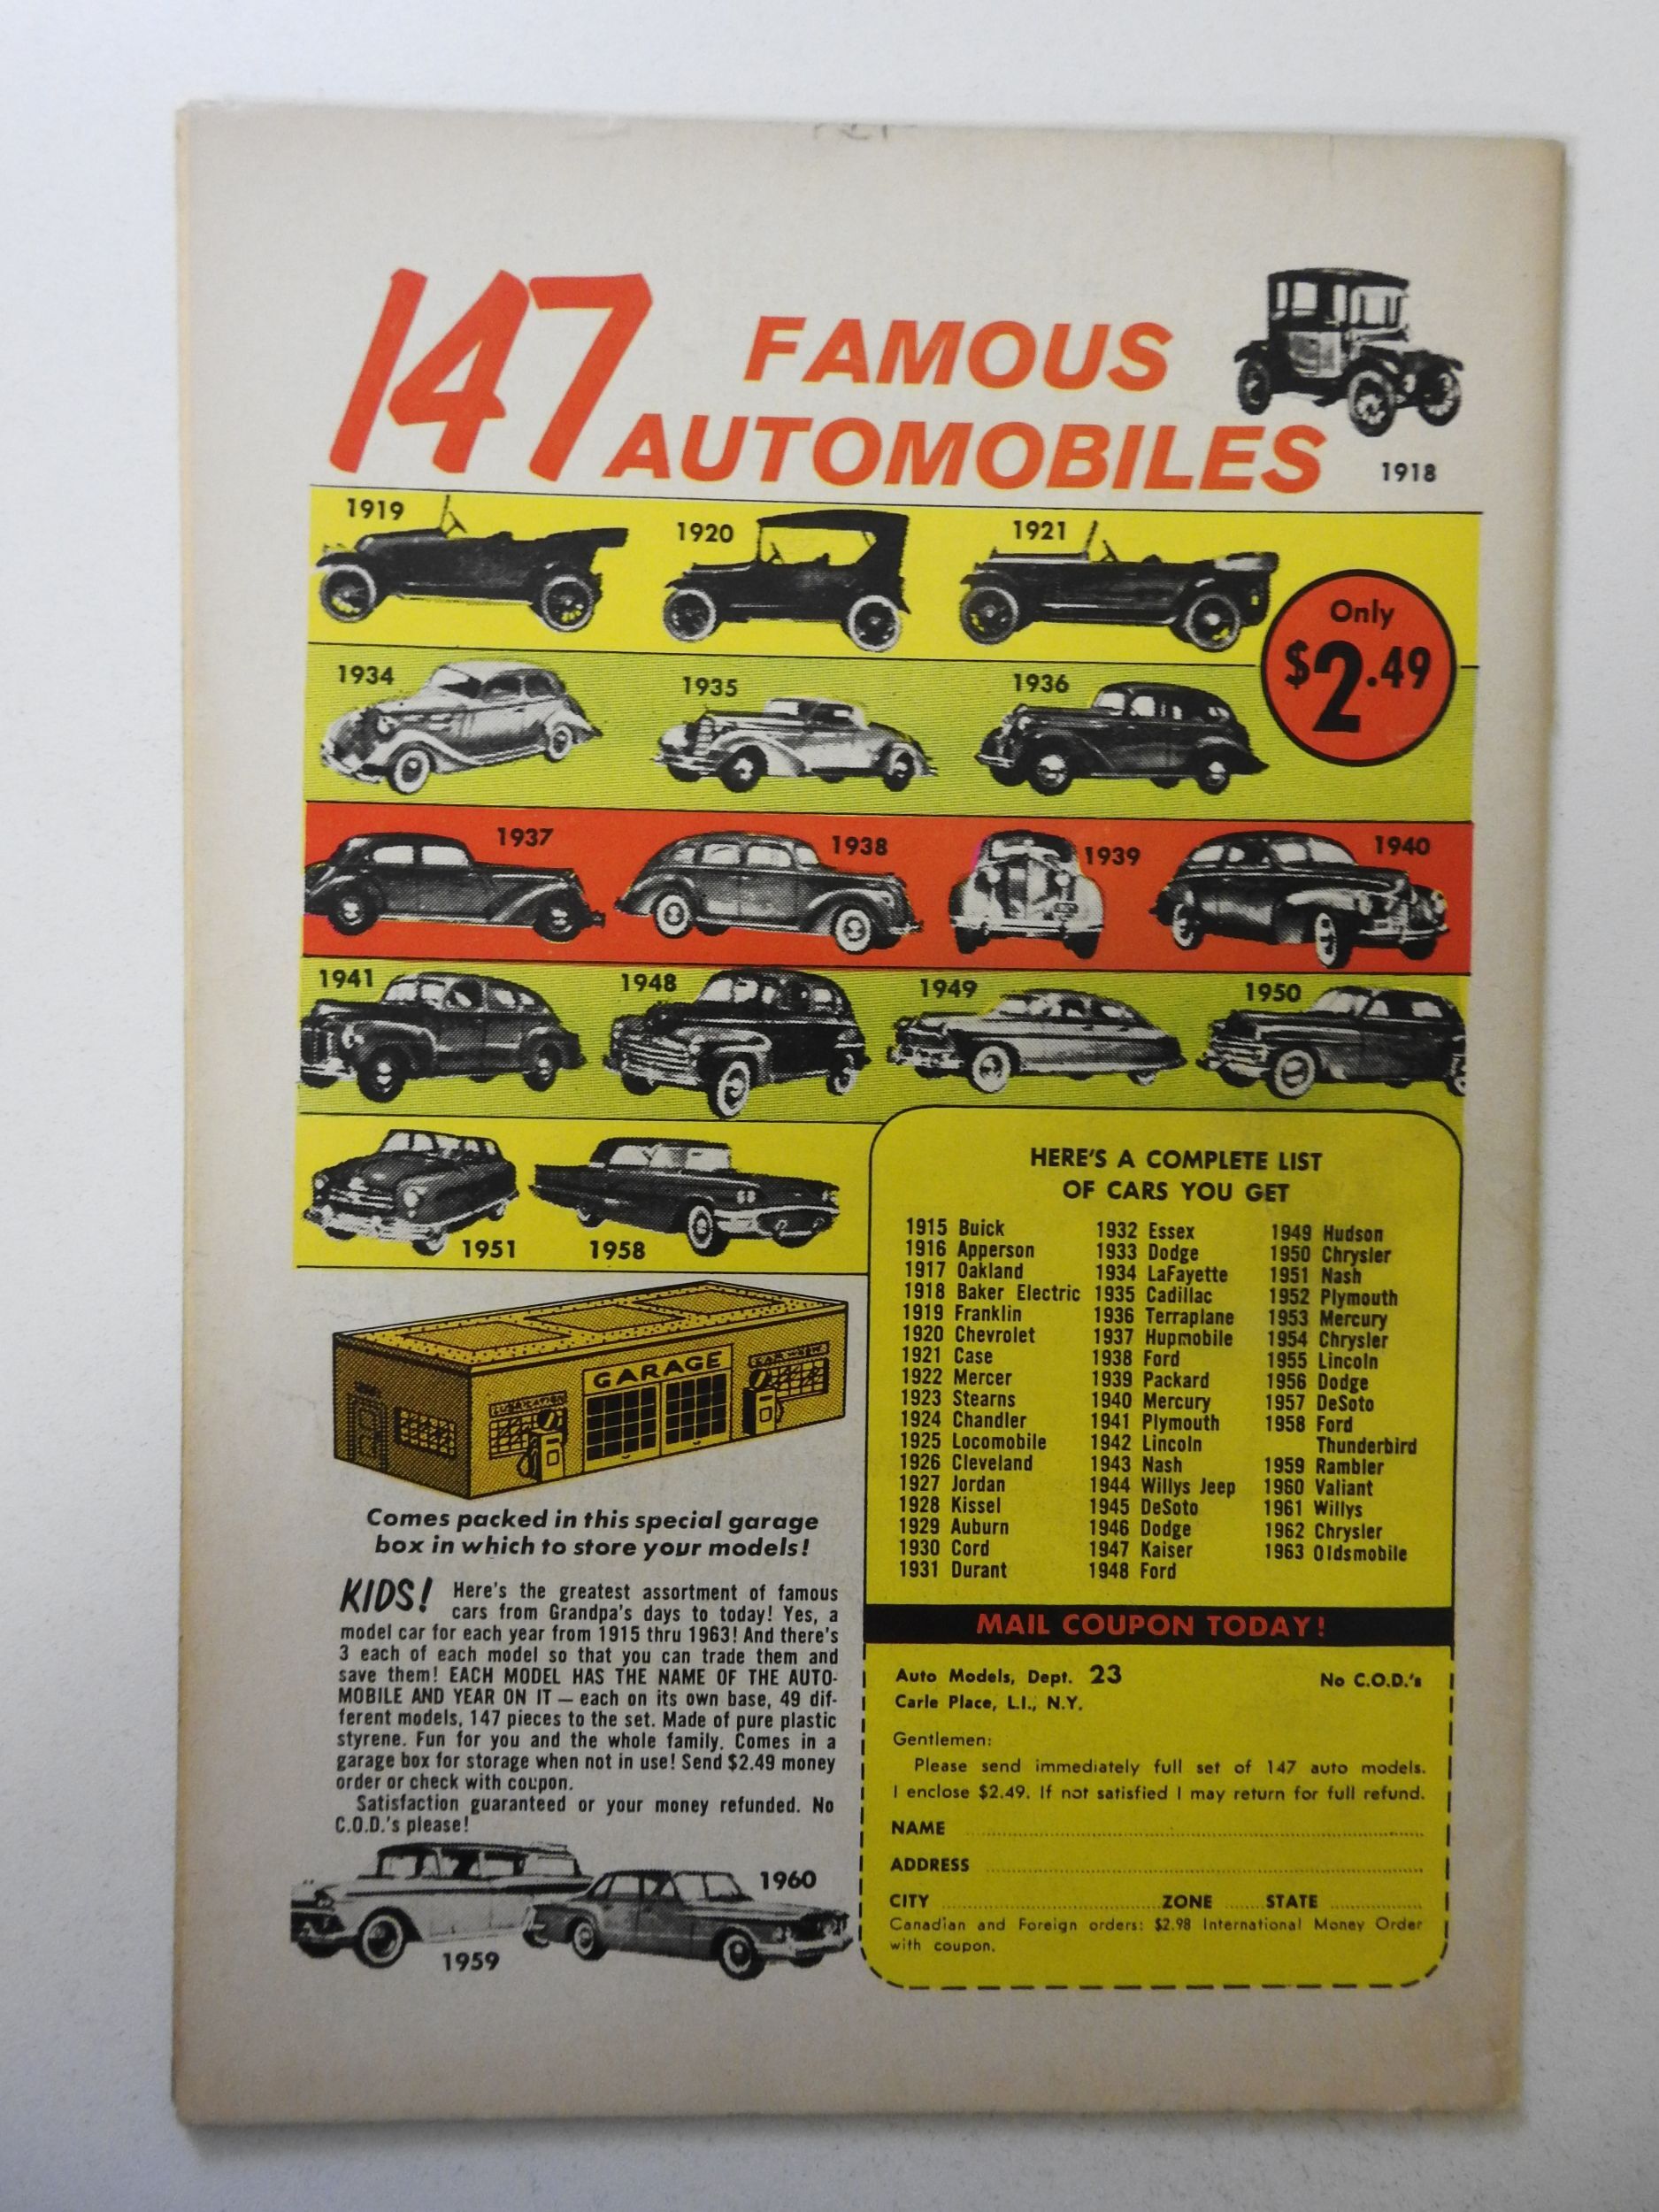 147 FAMOUS
AUTOMOBILES
1918
1919
1920
1921
Only
$2.49
1934
1935
1936
1937
1938
1939
1940
1941
1948
1949
1950
1951
1958
HERE'S A COMPLETE LIST
OF CARS YOU GET
1915 Buick
1916 Apperson
1917 Oakland
1918 Baker Electric
1919 Franklin
1920 Chevrolet
1921 Case
1922 Mercer
1923 Stearns
1924 Chandler
1925 Locomobile
1926 Cleveland
1927 Jordan
1928 Kissel
1929 Auburn
1930 Cord
1931 Durant
1932 Essex
1933 Dodge
1934 LaFayette
1935 Cadillac
1936 Terraplane
1937 Hupmobile
1938 Ford
1939 Packard
1940 Mercury
1941 Plymouth
1942 Lincoln
1943 Nash
1944 Willys Jeep
1945 DeSoto
1946 Dodge
1947 Kaiser
1948 Ford
1949 Hudson
1950 Chrysler
1951 Nash
1952 Plymouth
1953 Mercury
1954 Chrysler
1955 Lincoln
1956 Dodge
1957 DeSoto
1958 Ford
Thunderbird
1959 Rambler
1960 Valiant
1961 Willys
1962 Chrysler
1963 Oldsmobile
GARAGE
LUBRICATION
Comes packed in this special garage
box in which to store your models!
KIDS! Here's the greatest assortment of famous
cars from Grandpa's days to today! Yes, a
model car for each year from 1915 thru 1963! And there's
3 each of each model so that you can trade them and
save them! EACH MODEL HAS THE NAME OF THE AUTO-
MOBILE AND YEAR ON IT — each on its own base, 49 dif-
ferent models, 147 pieces to the set. Made of pure plastic
styrene. Fun for you and the whole family. Comes in a
garage box for storage when not in use! Send $2.49 money
order or check with coupon.
Satisfaction guaranteed or your money refunded. No
C.O.D.'s please!
1959
1960
MAIL COUPON TODAY!
Auto Models, Dept. 23 No C.O.D.'s
Carle Place, L.I., N.Y.
Gentlemen:
Please send immediately full set of 147 auto models.
I enclose $2.49. If not satisfied I may return for full refund.
NAME
ADDRESS
CITY ZONE STATE
Canadian and Foreign orders: $2.98 International Money Order
with coupon.